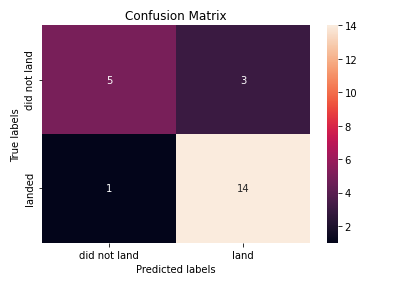 Confusion Matrix
did not land
landed
True labels
5
3
1
14
did not land
land
Predicted labels
14
12
10
8
6
4
2